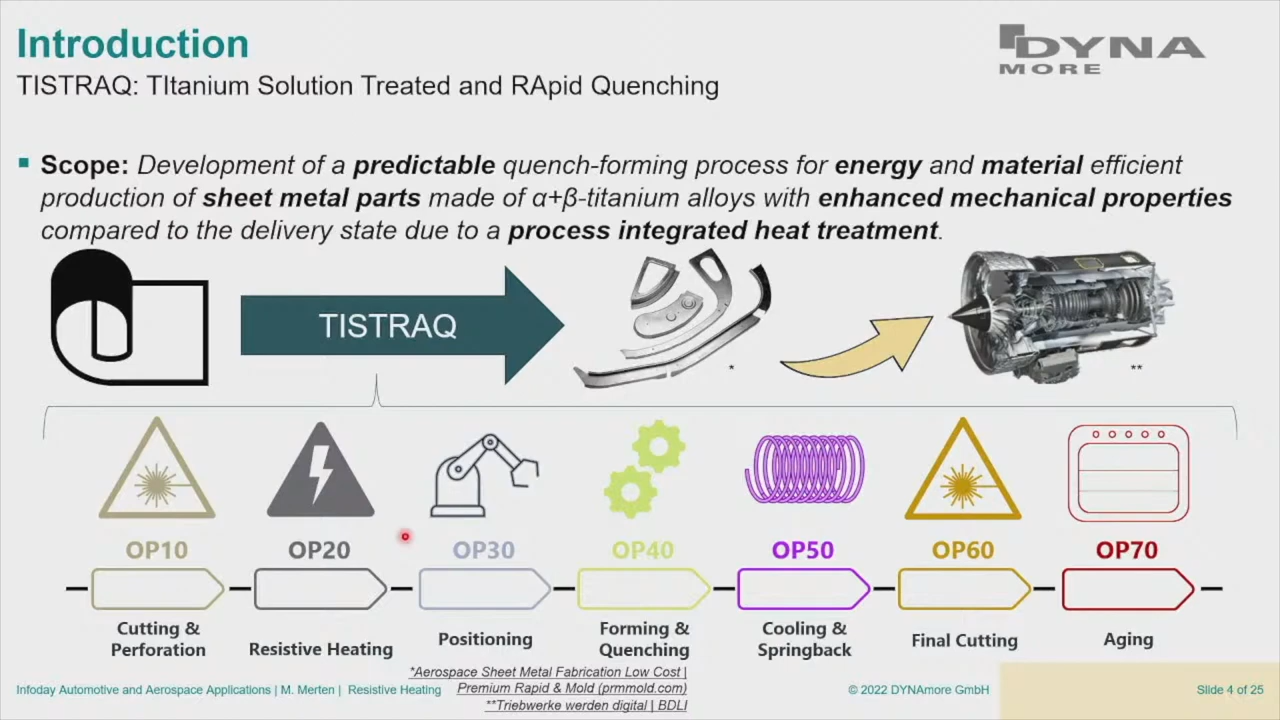 Introduction
DYNA
MORE
TISTRAQ: TItanium Solution Treated and RApid Quenching
Scope: Development of a predictable quench-forming process for energy and material efficient
production of sheet metal parts made of α+β-titanium alloys with enhanced mechanical properties
compared to the delivery state due to a process integrated heat treatment.
TISTRAQ
*
**
OP10
OP20
OP30
OP40
OP50
OP60
OP70
Cutting &
Perforation
Resistive Heating
Positioning
Forming &
Quenching
Cooling &
Springback
Final Cutting
Aging
*Aerospace Sheet Metal Fabrication Low Cost |
Premium Rapid & Mold (prmmold.com)
**Triebwerke werden digital | BDLI
Infoday Automotive and Aerospace Applications | M. Merten | Resistive Heating
© 2022 DYNAmore GmbH
Slide 4 of 25